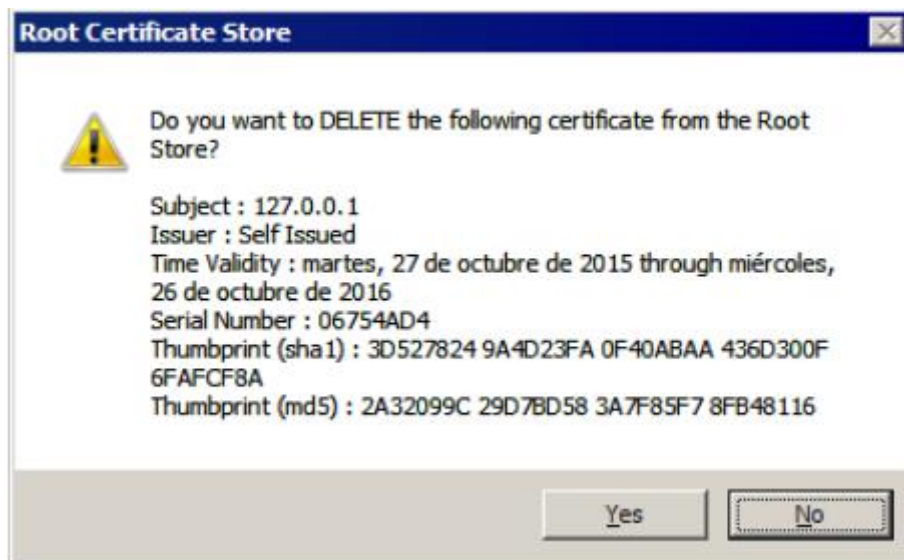 Root Certificate Store
Do you want to DELETE the following certificate from the Root
Store?
Subject : 127.0.0.1
Issuer : Self Issued
Time Validity : martes, 27 de octubre de 2015 through miércoles,
26 de octubre de 2016
Serial Number : 06754AD4
Thumbprint (sha1) : 3D527824 9A4D23FA 0F40ABAA 436D300F
6FAFCF8A
Thumbprint (md5) : 2A32099C 29D7BD58 3A7F85F7 8FB48116
Yes
No